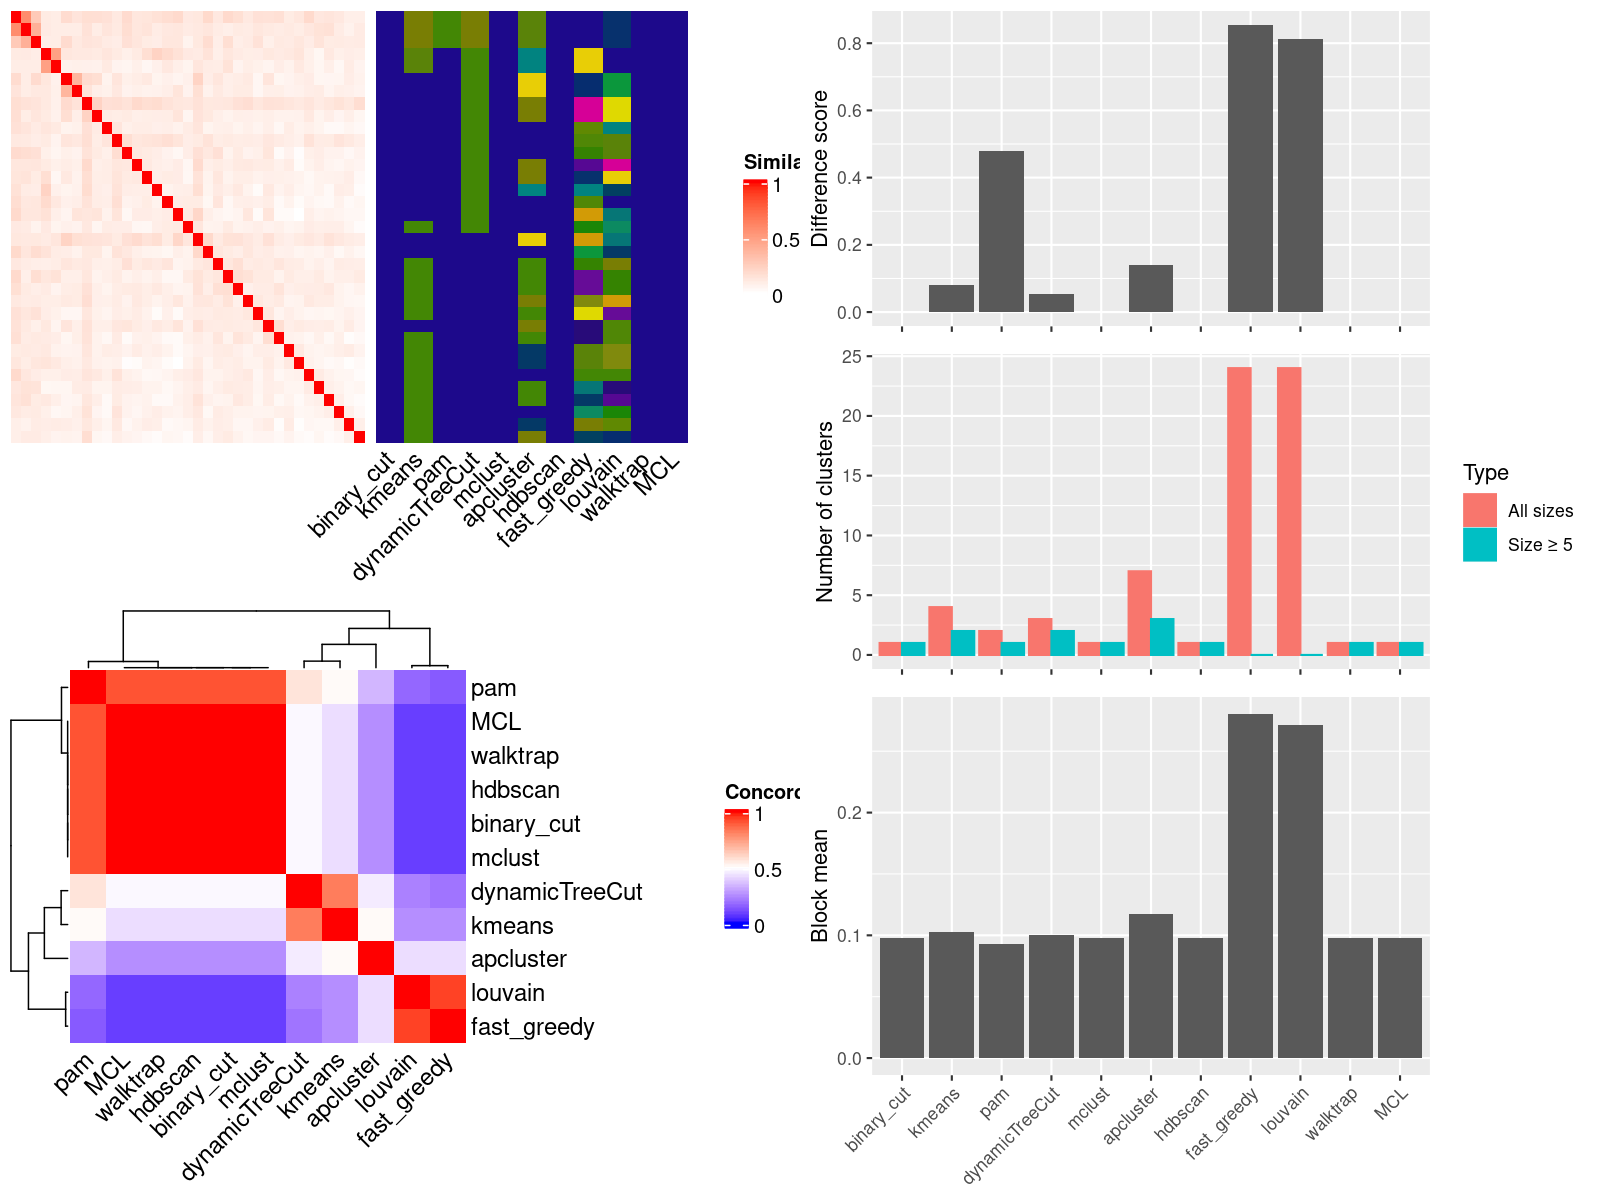 Simila
1
0.5
0
binary_cut
kmeans
pam
dynamicTreeCut
mclust
apcluster
hdbscan
fast_greedy
louvain
walktrap
MCL
pam
MCL
walktrap
hdbscan
binary_cut
mclust
dynamicTreeCut
kmeans
apcluster
louvain
fast_greedy
Concord
1
0.5
0
pam
MCL
walktrap
hdbscan
binary_cut
mclust
dynamicTreeCut
kmeans
apcluster
louvain
fast_greedy
Difference score
0.8
0.6
0.4
0.2
0.0
Number of clusters
25
20
15
10
5
0
Type
All sizes
Size ≥ 5
Block mean
0.2
0.1
0.0
binary_cut
kmeans
pam
dynamicTreeCut
mclust
apcluster
hdbscan
fast_greedy
louvain
walktrap
MCL